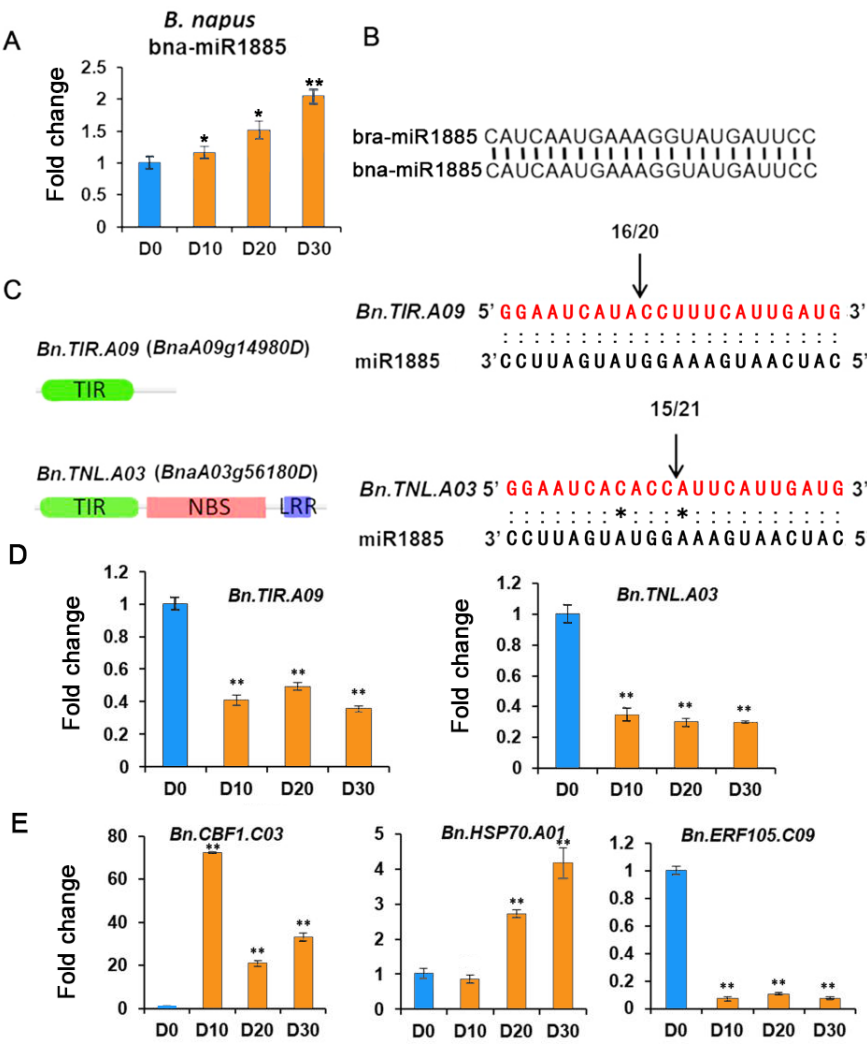 A
B. napus
bna-miR1885
Fold change
2.5
2
1.5
1
0.5
0
* * **
D0 D10 D20 D30
B
bra-miR1885 CAUCAAUGAAAGGUAUGAUUCC
bna-miR1885 CAUCAAUGAAAGGUAUGAUUCC
C
Bn.TIR.A09 (BnaA09g14980D)
TIR
Bn.TNL.A03 (BnaA03g56180D)
TIR NBS LRR
16/20
Bn.TIR.A09 5' GGAAUCAUACCUUUCAUUGAUG 3'
: : : : : : : : : : : : : : : : : : : : : :
miR1885 3' CCUUAGUAUGGAAAGUAACUAC 5'
15/21
Bn.TNL.A03 5' GGAAUCACACCAUUCAUUGAUG 3'
: : : : : : : * : : : * : : : : : : : : : :
miR1885 3' CCUUAGUAUGGAAAGUAACUAC 5'
D
Bn.TIR.A09
Fold change
1.2
1
0.8
0.6
0.4
0.2
0
** ** **
D0 D10 D20 D30
Bn.TNL.A03
Fold change
1.2
1
0.8
0.6
0.4
0.2
0
** ** **
D0 D10 D20 D30
E
Bn.CBF1.C03
Fold change
80
60
40
20
0
** ** **
D0 D10 D20 D30
Bn.HSP70.A01
5
4
3
2
1
0
** **
D0 D10 D20 D30
Bn.ERF105.C09
1.2
1
0.8
0.6
0.4
0.2
0
** ** **
D0 D10 D20 D30